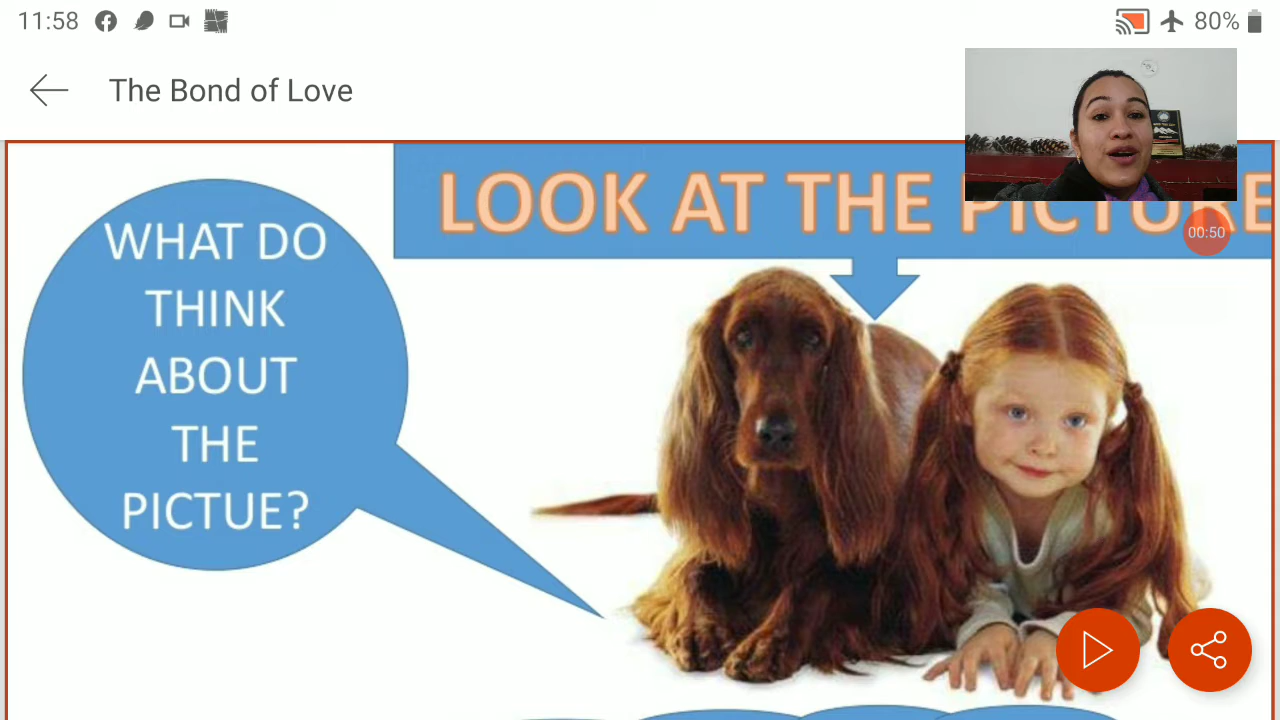 11:58
80%
The Bond of Love
LOOK AT THE PICTURE
00:50
WHAT DO
THINK
ABOUT
THE
PICTUE?